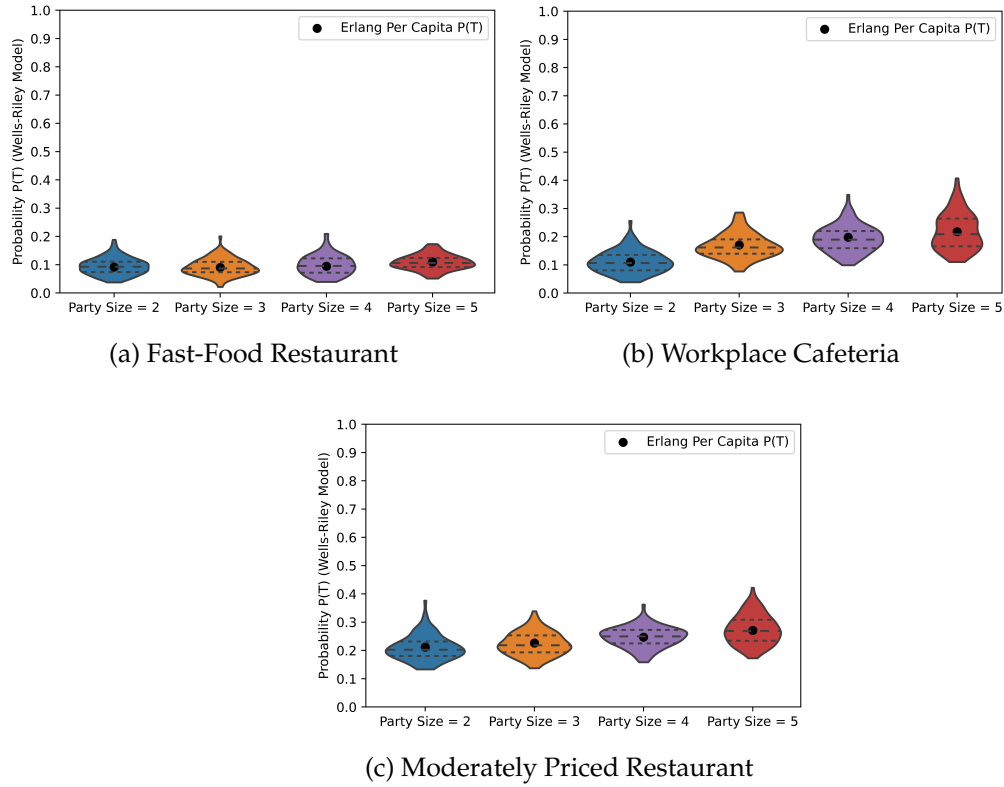 Erlang Per Capita P(T)
Probability P(T) (Wells-Riley Model)
1.0
0.9
0.8
0.7
0.6
0.5
0.4
0.3
0.2
0.1
0.0
Party Size = 2 Party Size = 3 Party Size = 4 Party Size = 5
(a) Fast-Food Restaurant
Erlang Per Capita P(T)
Probability P(T) (Wells-Riley Model)
1.0
0.9
0.8
0.7
0.6
0.5
0.4
0.3
0.2
0.1
0.0
Party Size = 2 Party Size = 3 Party Size = 4 Party Size = 5
(b) Workplace Cafeteria
Erlang Per Capita P(T)
Probability P(T) (Wells-Riley Model)
1.0
0.9
0.8
0.7
0.6
0.5
0.4
0.3
0.2
0.1
0.0
Party Size = 2 Party Size = 3 Party Size = 4 Party Size = 5
(c) Moderately Priced Restaurant